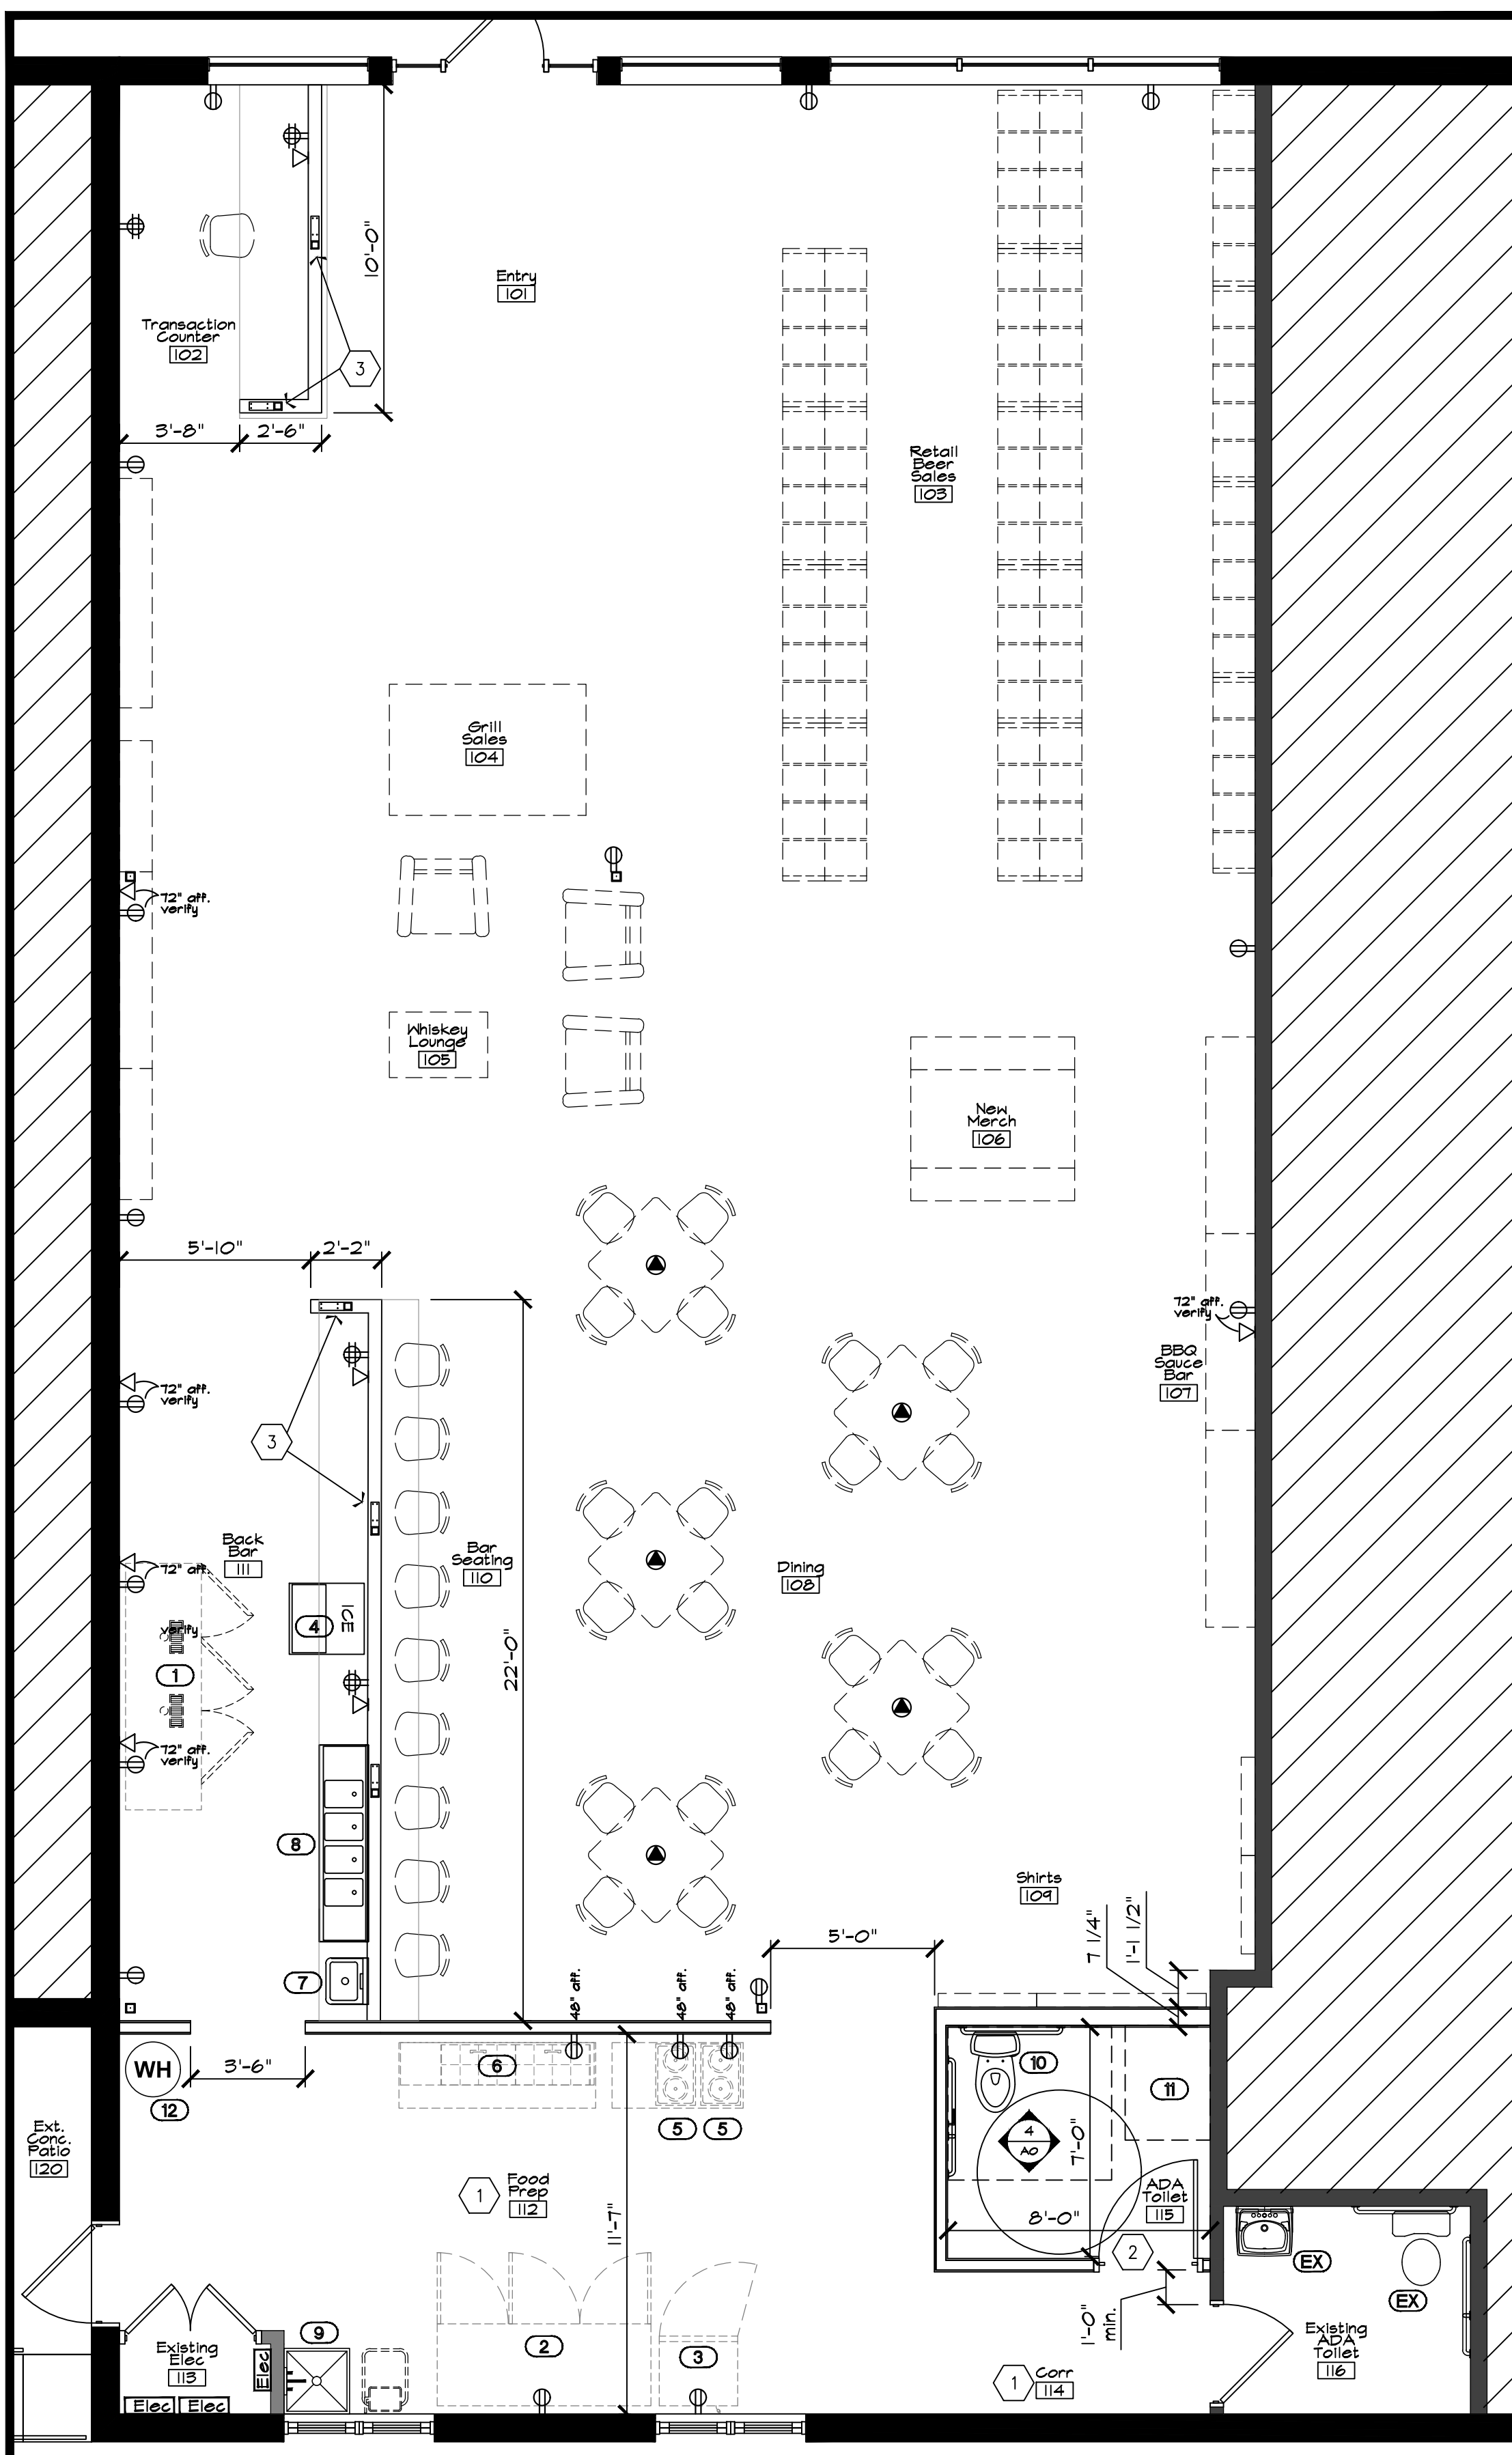 Entry
101
10'-0"
Transaction
Counter
102
3
3'-8"
2'-6"
Retail
Beer
Sales
103
Grill
Sales
104
72" aff.
verify
Whiskey
Lounge
105
New
Merch
106
5'-10"
2'-2"
72" aff.
verify
BBQ
Sauce
Bar
107
72" aff.
verify
3
Back
Bar
111
Bar
Seating
110
Dining
108
72" aff.
verify
ICE
4
22'-0"
1
72" aff.
verify
8
Shirts
109
7 1/4"
1'-1 1/2"
5'-0"
7
48" aff.
48" aff.
48" aff.
WH
3'-6"
12
6
5
5
10
11
4
A0
7'-0"
Ext.
Conc.
Patio
120
1
Food
Prep
112
11'-7"
ADA
Toilet
115
8'-0"
2
EX
EX
1'-0"
min.
Existing
Elec
113
Elec
Elec
Elec
9
2
3
1
Corr
114
Existing
ADA
Toilet
116